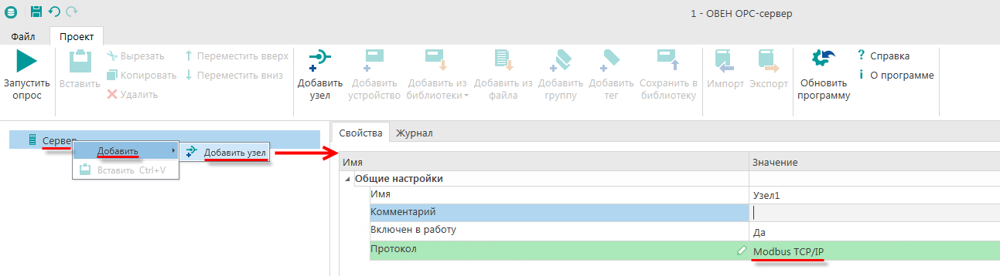 1 - ОВЕН OPC-сервер
Файл
Проект
Запустить
опрос
Вставить
Вырезать
Копировать
Удалить
Переместить вверх
Переместить вниз
Добавить
узел
Добавить
устройство
Добавить из
библиотеки
Добавить из
файла
Добавить
группу
Добавить
тег
Сохранить в
библиотеку
Импорт
Экспорт
Обновить
программу
Справка
О программе
Сервер
Добавить
Вставить Ctrl+V
Добавить узел
Свойства
Журнал
Имя
Значение
Общие настройки
Имя
Узел1
Комментарий
Включен в работу
Да
Протокол
Modbus TCP/IP